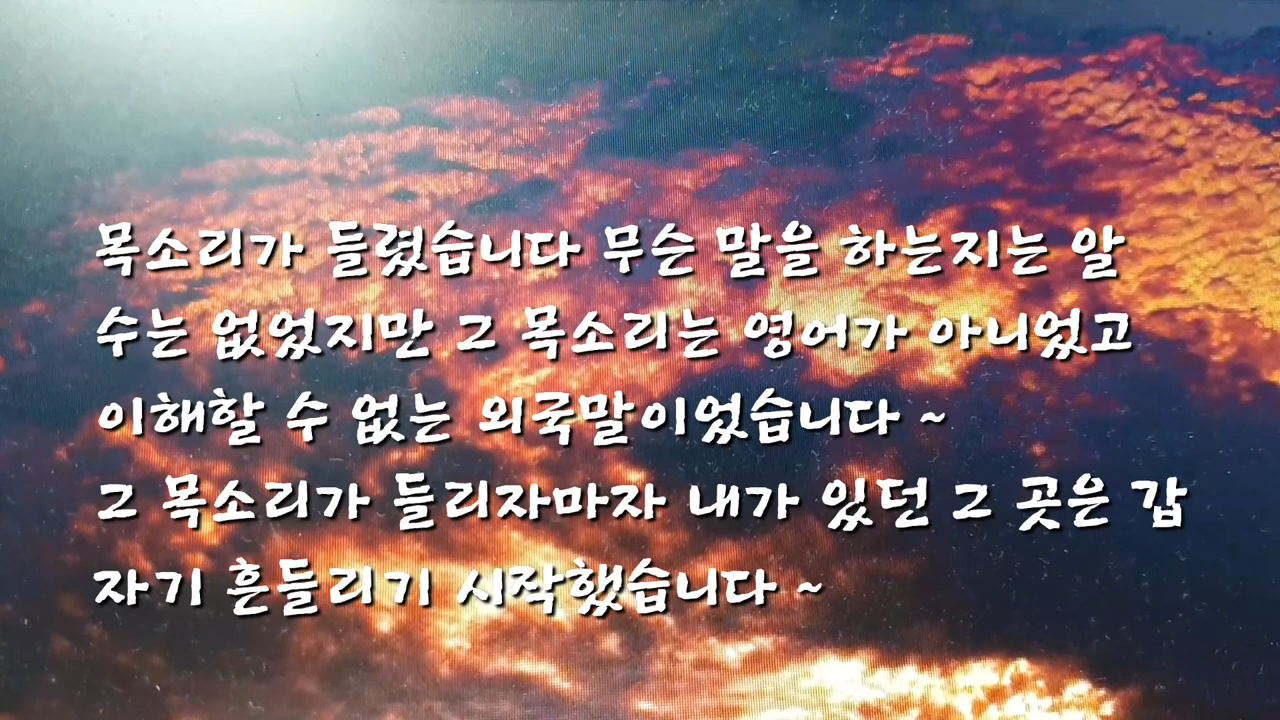 목소리가 들렸습니다 무슨 말을 하는지는 알
수는 없었지만 그 목소리는 영어가 아니었고
이해할 수 없는 외국말이었습니다 ~
그 목소리가 들리자마자 내가 있던 그 곳은 갑
자기 흔들리기 시작했습니다 ~